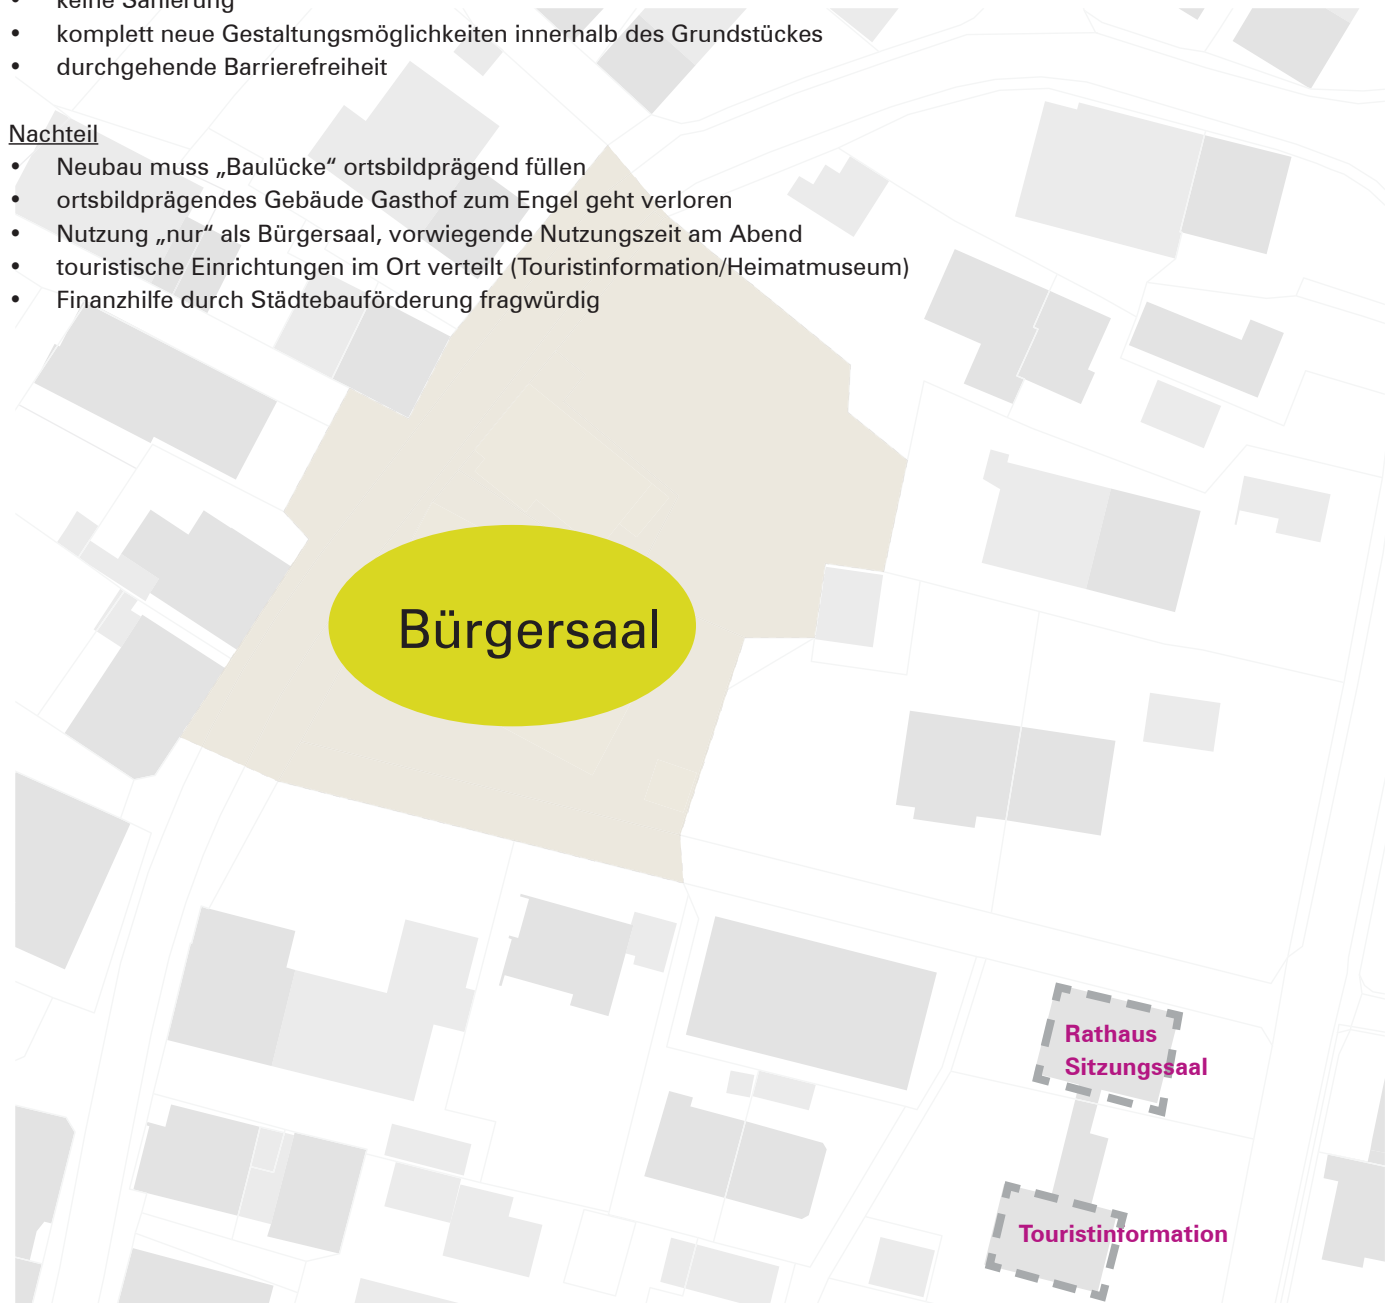 • keine Sanierung
• komplett neue Gestaltungsmöglichkeiten innerhalb des Grundstückes
• durchgehende Barrierefreiheit
Nachteil
• Neubau muss „Baulücke“ ortsbildprägend füllen
• ortsbildprägendes Gebäude Gasthof zum Engel geht verloren
• Nutzung „nur“ als Bürgersaal, vorwiegende Nutzungszeit am Abend
• touristische Einrichtungen im Ort verteilt (Touristinformation/Heimatmuseum)
• Finanzhilfe durch Städtebauförderung fragwürdig
Bürgersaal
Rathaus
Sitzungssaal
Touristinformation